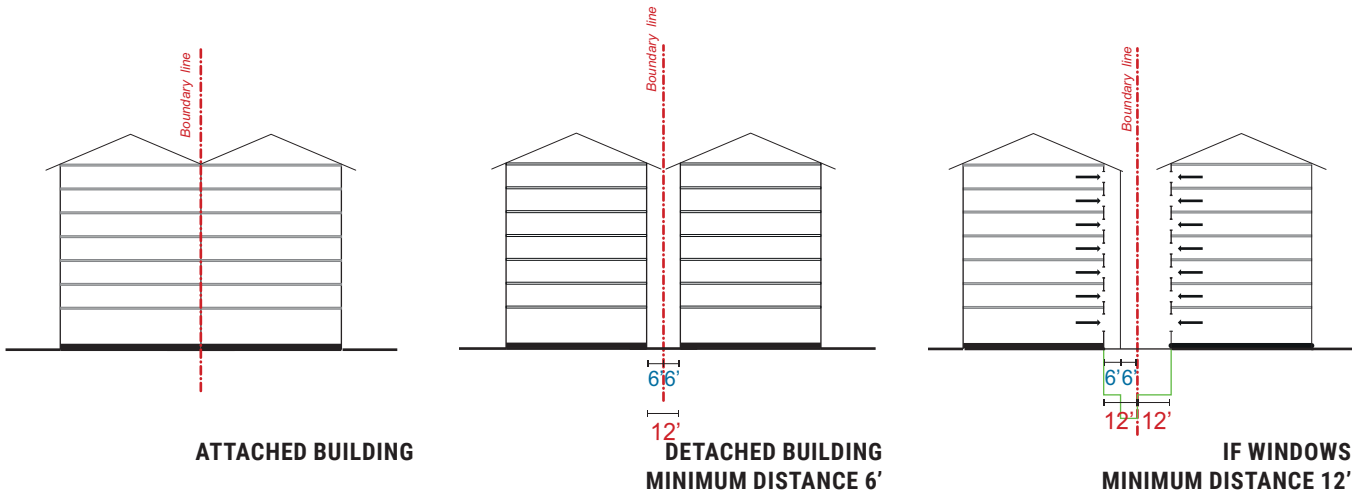 Boundary line
ATTACHED BUILDING
Boundary line
6'6'
12'
DETACHED BUILDING
MINIMUM DISTANCE 6'
Boundary line
6'6'
12' 12'
IF WINDOWS
MINIMUM DISTANCE 12'